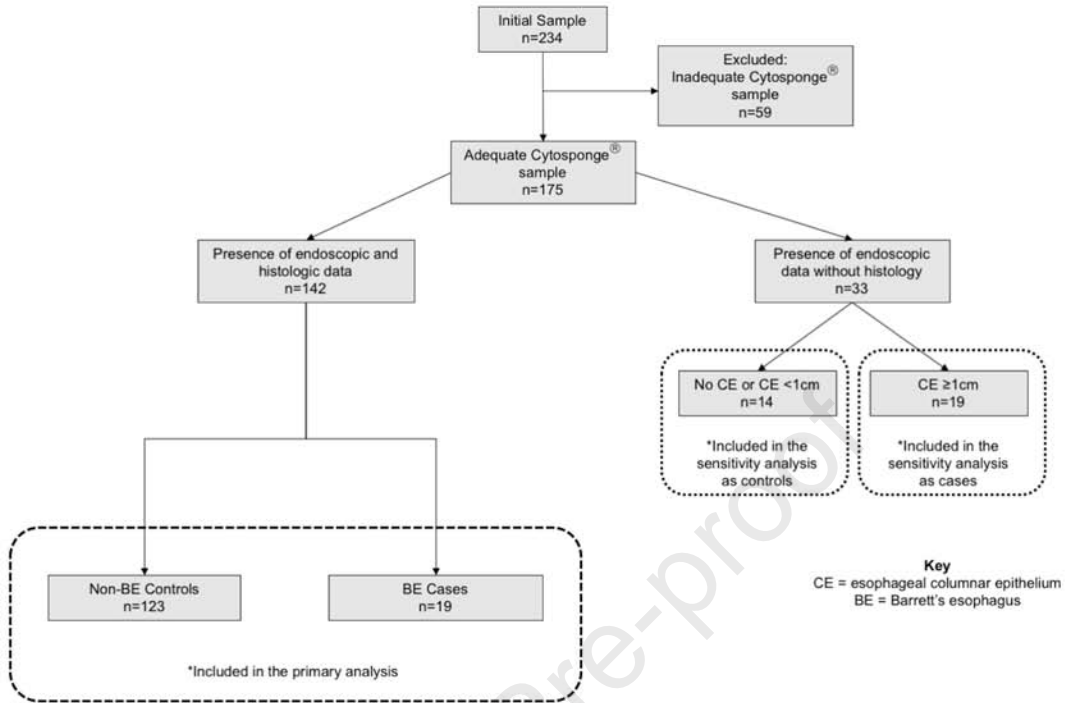 Initial Sample
n=234
Excluded:
Inadequate Cytosponge®
sample
n=59
Adequate Cytosponge®
sample
n=175
Presence of endoscopic and
histologic data
n=142
Presence of endoscopic
data without histology
n=33
No CE or CE <1cm
n=14
*Included in the
sensitivity analysis
as controls
CE ≥1cm
n=19
*Included in the
sensitivity analysis
as cases
Non-BE Controls
n=123
BE Cases
n=19
*Included in the primary analysis
Key
CE = esophageal columnar epithelium
BE = Barrett's esophagus
re-proof